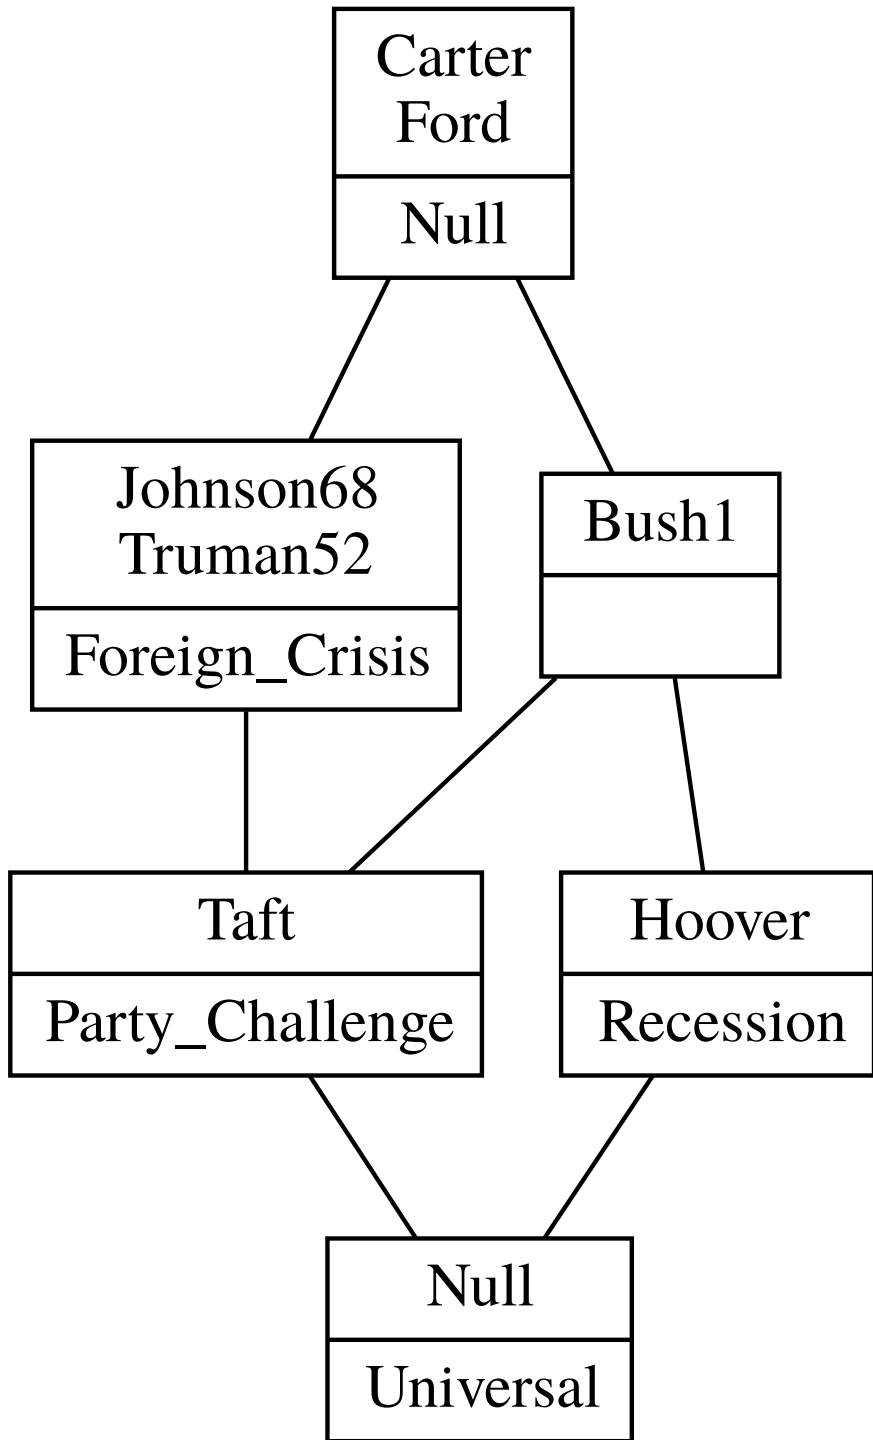 Carter
Ford
Null
Johnson68
Truman52
Foreign_Crisis
Bush1
Taft
Party_Challenge
Hoover
Recession
Null
Universal